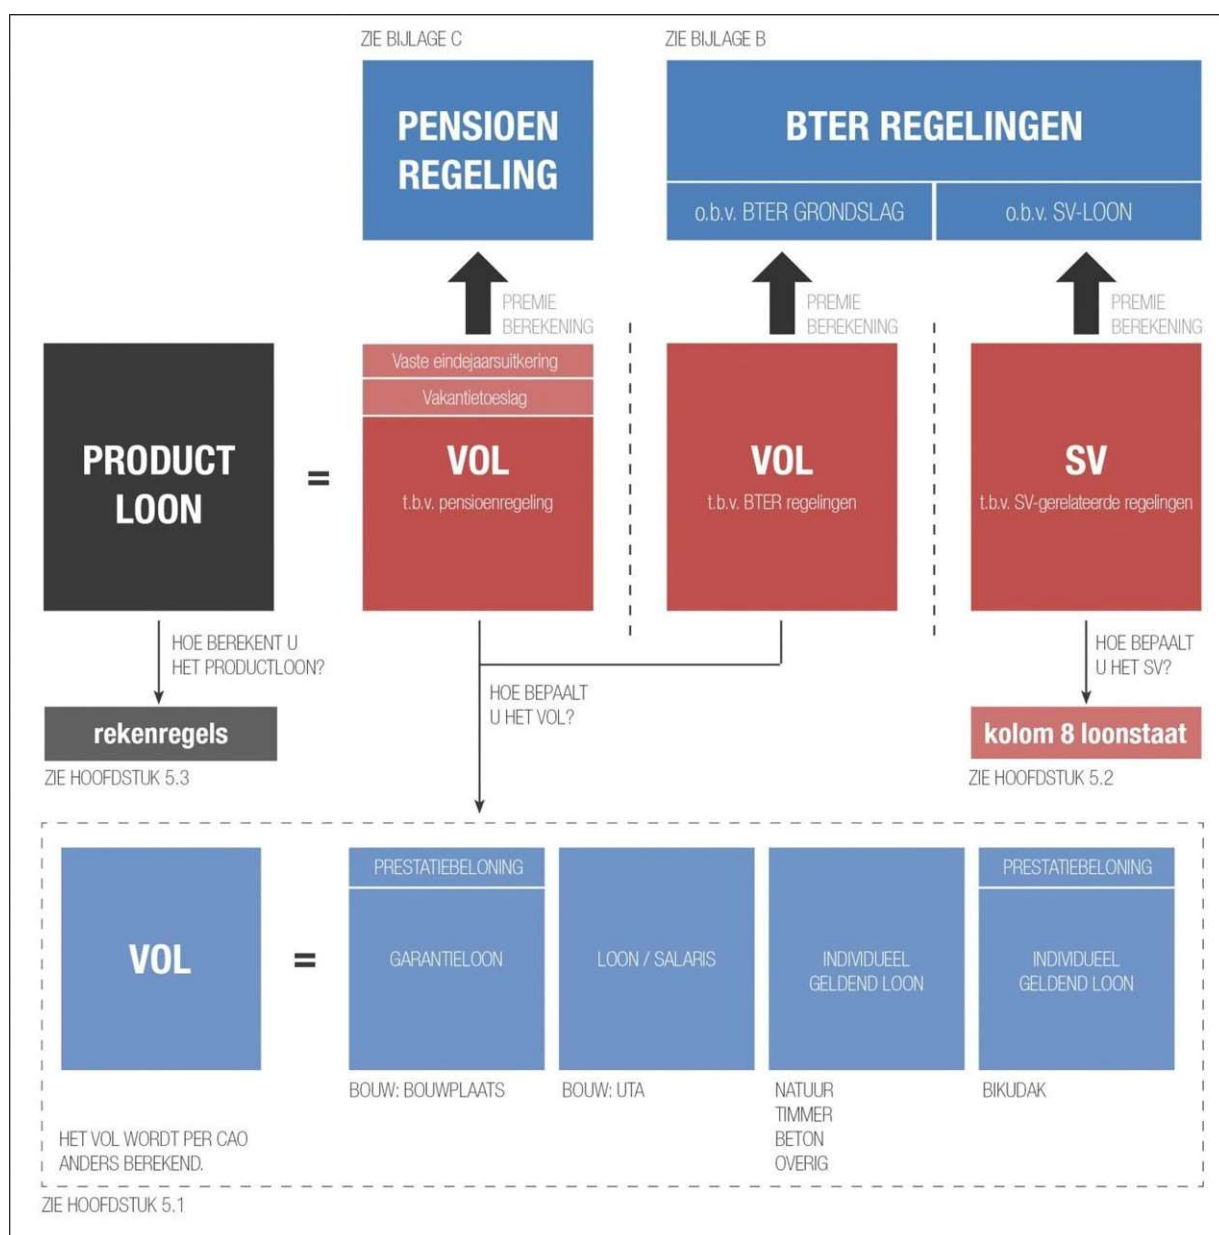 ZIE BIJLAGE C
ZIE BIJLAGE B
PENSIOEN
REGELING
BTER REGELINGEN
o.b.v. BTER GRONDSLAG
o.b.v. SV-LOON
PREMIE
BEREKENING
PREMIE
BEREKENING
PREMIE
BEREKENING
PRODUCT
LOON
=
Vaste eindejaarsuitkering
Vakantietoeslag
VOL
t.b.v. pensioenregeling
VOL
t.b.v. BTER regelingen
SV
t.b.v. SV-gerelateerde regelingen
HOE BEREKENT U
HET PRODUCTLOON?
HOE BEPAALT
U HET VOL?
HOE BEPAALT
U HET SV?
rekenregels
kolom 8 loonstaat
ZIE HOOFDSTUK 5.3
ZIE HOOFDSTUK 5.2
VOL
=
PRESTATIEBELONING
GARANTIELOON
LOON / SALARIS
INDIVIDUEEL
GELDEND LOON
PRESTATIEBELONING
INDIVIDUEEL
GELDEND LOON
BOUW: BOUWPLAATS
BOUW: UTA
NATUUR
TIMMER
BETON
OVERIG
BIKUDAK
HET VOL WORDT PER CAO
ANDERS BEREKEND.
ZIE HOOFDSTUK 5.1